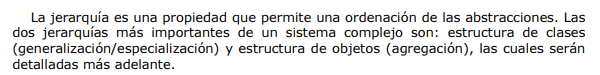 La jerarquía es una propiedad que permite una ordenación de las abstracciones. Las
dos jerarquías más importantes de un sistema complejo son: estructura de clases
(generalización/especialización) y estructura de objetos (agregación), las cuales serán
detalladas más adelante.